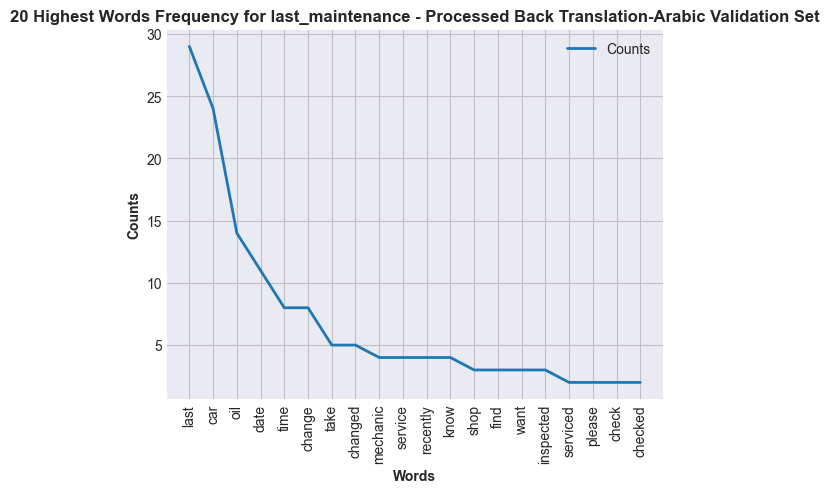 20 Highest Words Frequency for last_maintenance - Processed Back Translation-Arabic Validation Set
Counts
30
25
20
15
10
5
Counts
last
car
oil
date
time
change
take
changed
mechanic
service
recently
know
shop
find
want
inspected
serviced
please
check
checked
Words